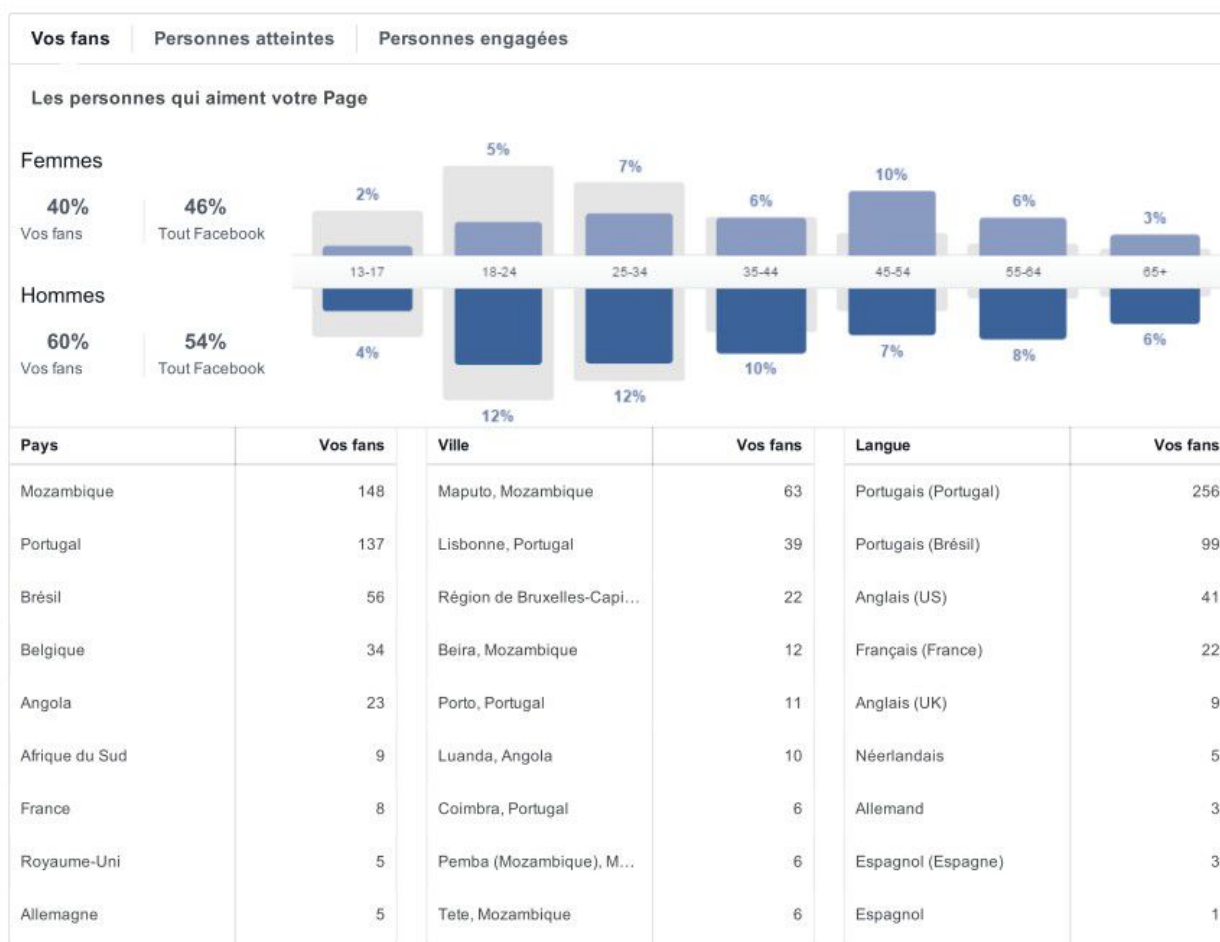 Vos fans Personnes atteintes Personnes engagées
Les personnes qui aiment votre Page
Femmes
40% 46%
Vos fans Tout Facebook
2% 5% 7% 6% 10% 6% 3%
13-17 18-24 25-34 35-44 45-54 55-64 65+
Hommes
60% 54%
Vos fans Tout Facebook
4% 12% 12% 10% 7% 8% 6%
Pays Vos fans Ville Vos fans Langue Vos fans
Mozambique 148 Maputo, Mozambique 63 Portugais (Portugal) 256
Portugal 137 Lisbonne, Portugal 39 Portugais (Brésil) 99
Brésil 56 Région de Bruxelles-Capi... 22 Anglais (US) 41
Belgique 34 Beira, Mozambique 12 Français (France) 22
Angola 23 Porto, Portugal 11 Anglais (UK) 9
Afrique du Sud 9 Luanda, Angola 10 Néerlandais 5
France 8 Coimbra, Portugal 6 Allemand 3
Royaume-Uni 5 Pemba (Mozambique), M... 6 Espagnol (Espagne) 3
Allemagne 5 Tete, Mozambique 6 Espagnol 1